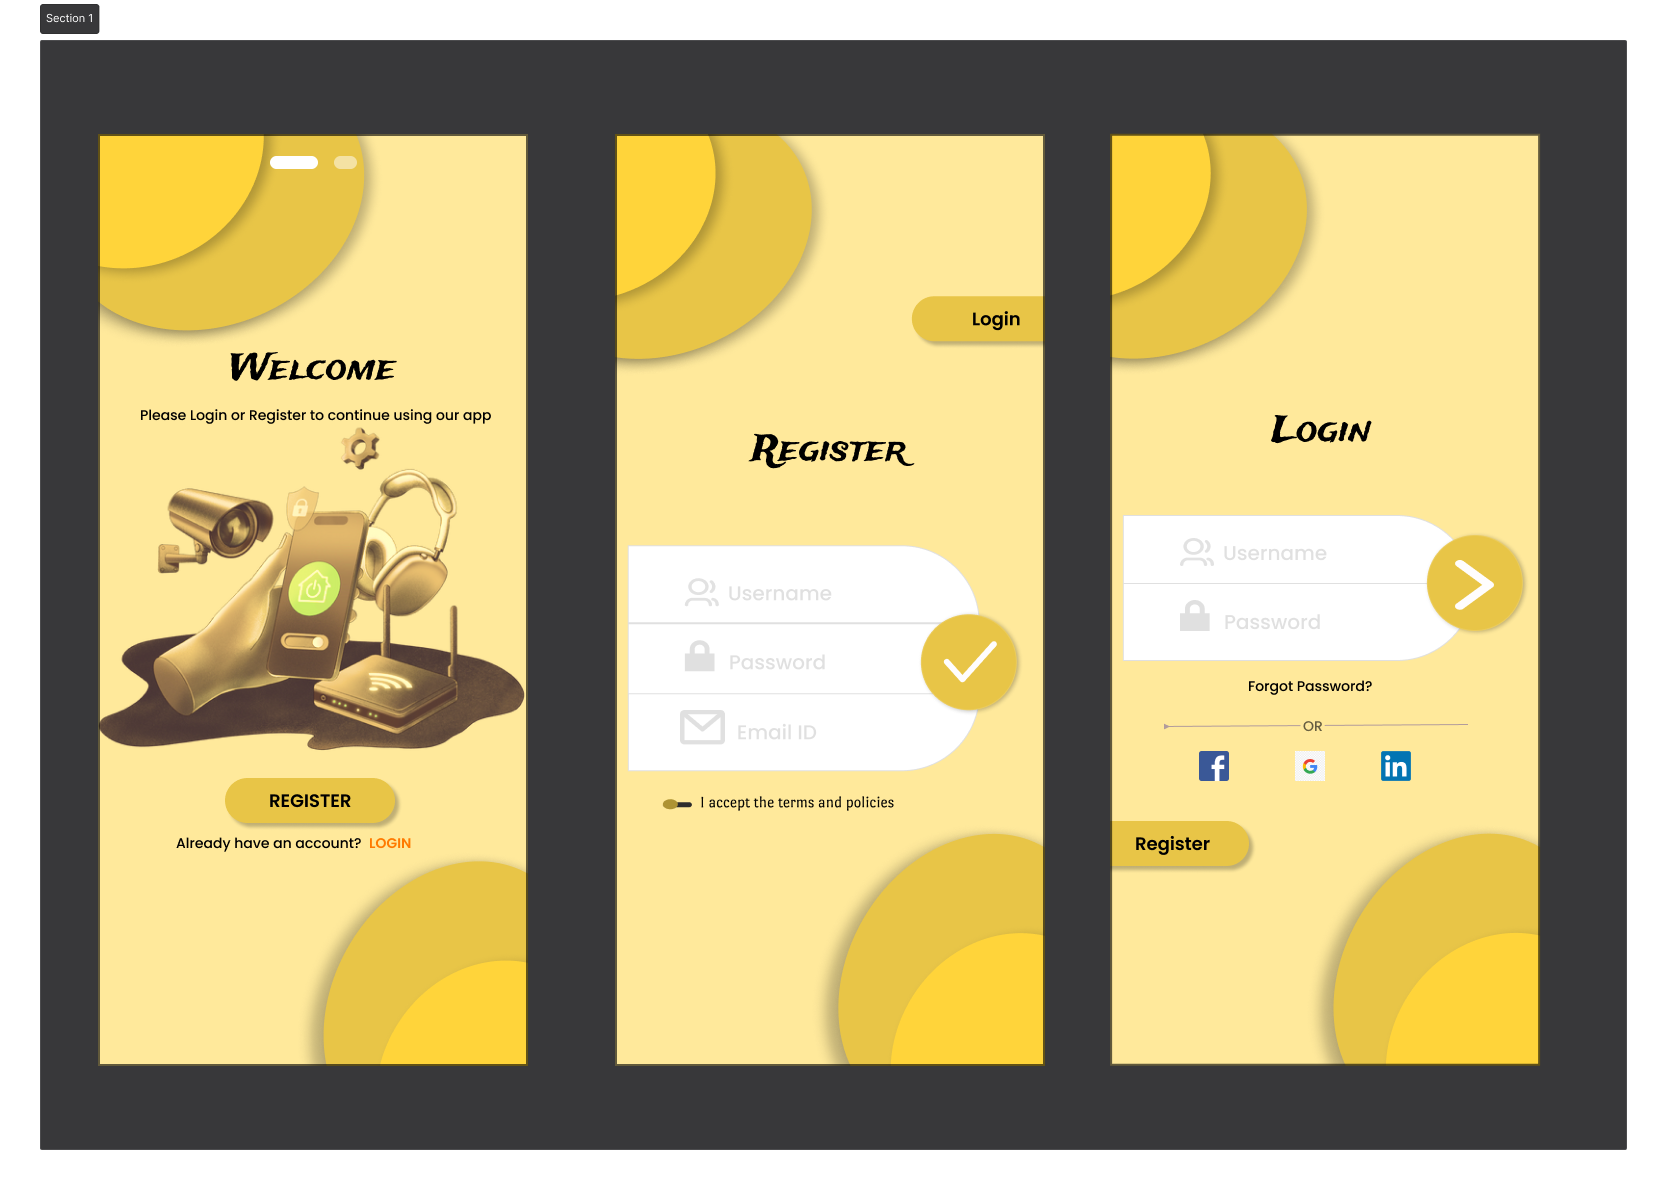 Section 1
WELCOME
Please Login or Register to continue using our app
REGISTER
Already have an account? LOGIN
Login
REGISTER
Username
Password
Email ID
I accept the terms and policies
LOGIN
Username
Password
Forgot Password?
OR
f
G
in
Register